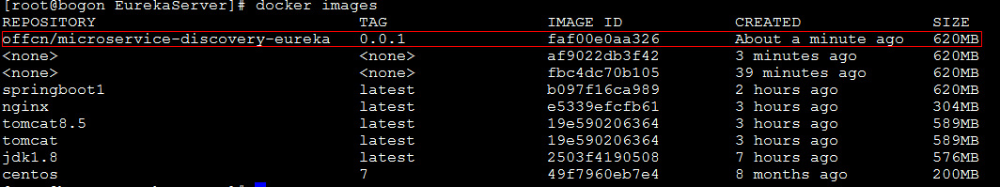 [root@bogon EurekaServer]# docker images
REPOSITORY TAG IMAGE ID CREATED SIZE
offcn/microservice-discovery-eureka 0.0.1 faf00e0aa326 About a minute ago 620MB
<none> <none> af9022db3f42 3 minutes ago 620MB
<none> <none> fbc4dc70b105 39 minutes ago 620MB
springboot1 latest b097f16ca989 2 hours ago 620MB
nginx latest e5339efcfb61 3 hours ago 304MB
tomcat8.5 latest 19e590206364 3 hours ago 589MB
tomcat latest 19e590206364 3 hours ago 589MB
jdk1.8 latest 2503f4190508 7 hours ago 576MB
centos 7 49f7960eb7e4 8 months ago 200MB